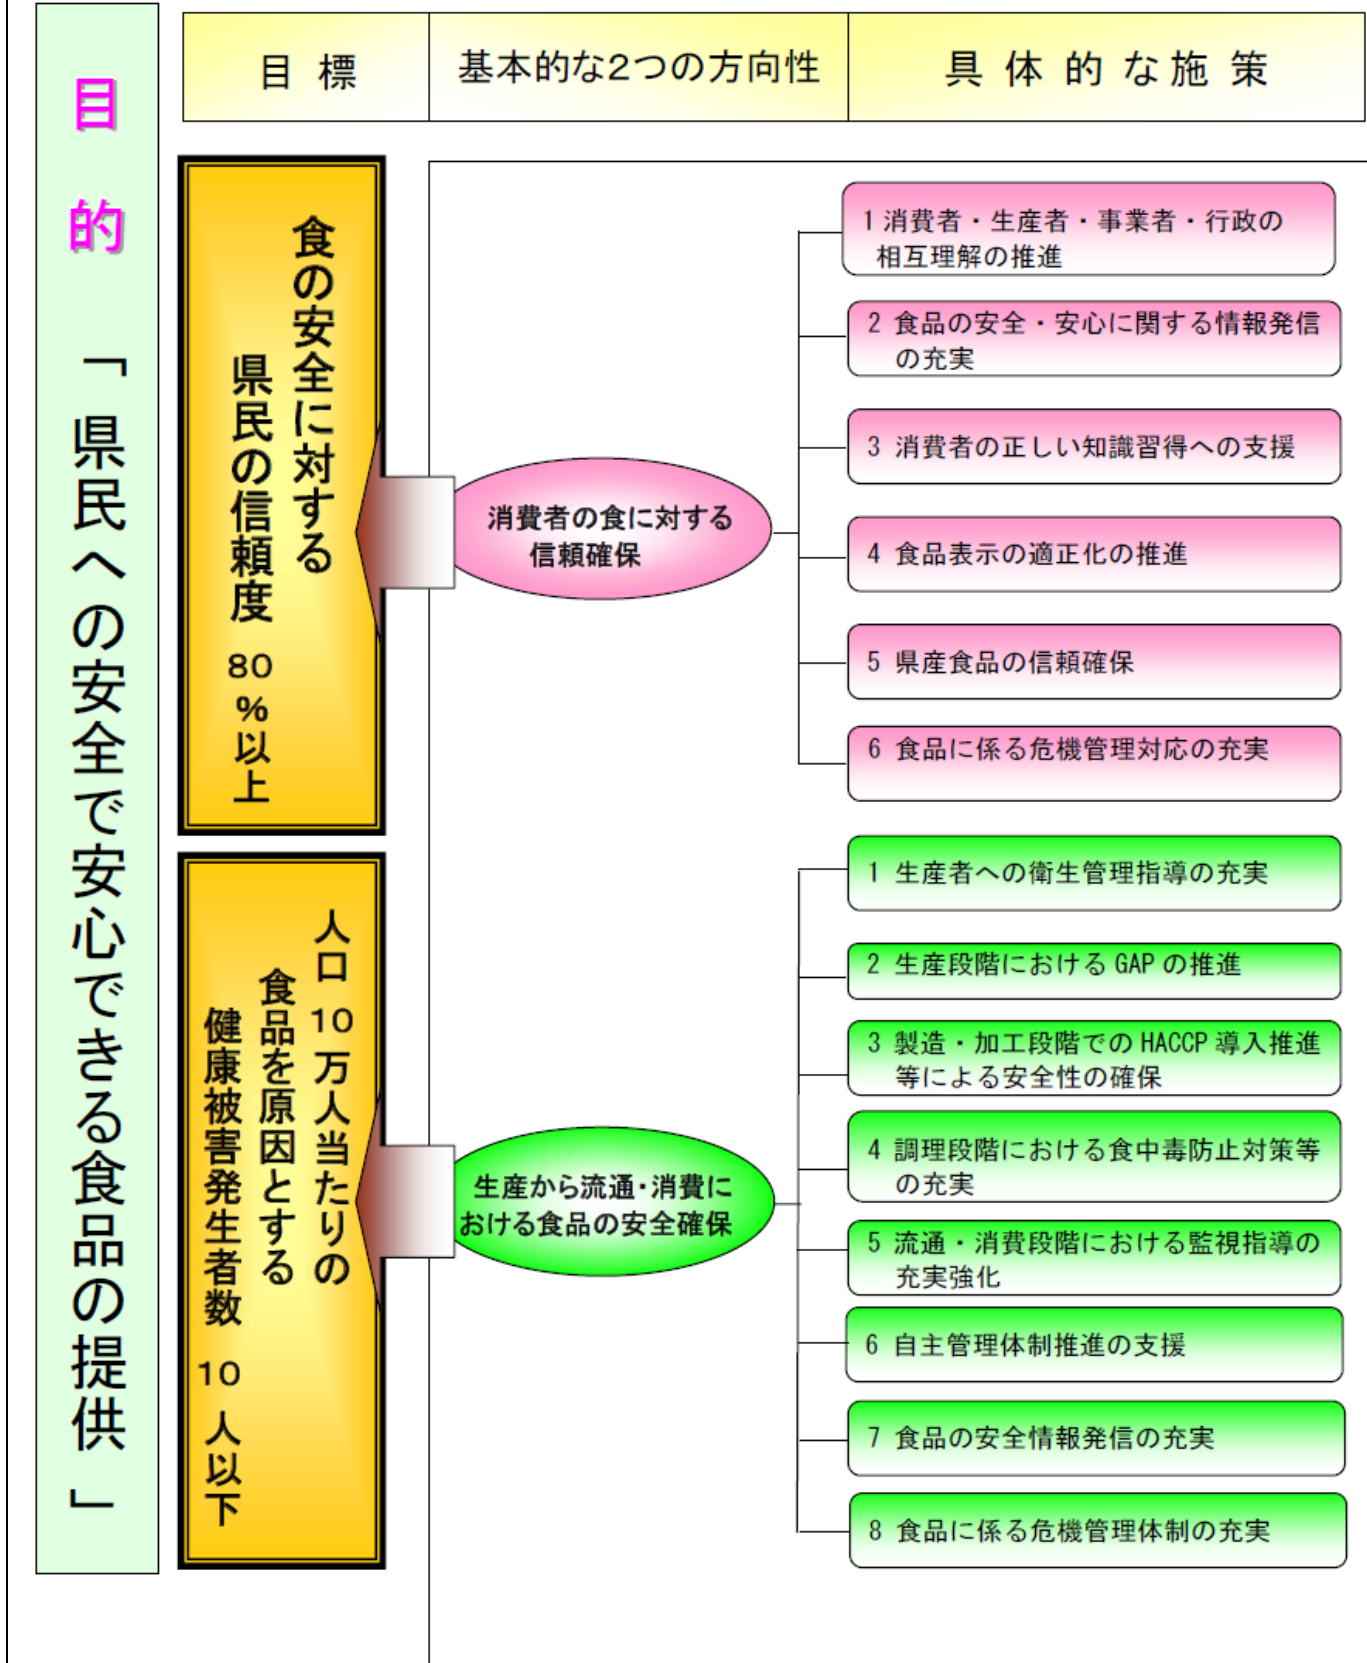 目的 「県民への安全で安心できる食品の提供」
目標
基本的な2つの方向性
具体的な施策
食の安全に対する
県民の信頼度 80%以上
消費者の食に対する
信頼確保
1 消費者・生産者・事業者・行政の
相互理解の推進
2 食品の安全・安心に関する情報発信
の充実
3 消費者の正しい知識習得への支援
4 食品表示の適正化の推進
5 県産食品の信頼確保
6 食品に係る危機管理対応の充実
人口10万人当たりの
食品を原因とする
健康被害発生者数 10人以下
生産から流通・消費に
おける食品の安全確保
1 生産者への衛生管理指導の充実
2 生産段階における GAP の推進
3 製造・加工段階での HACCP 導入推進
等による安全性の確保
4 調理段階における食中毒防止対策等
の充実
5 流通・消費段階における監視指導の
充実強化
6 自主管理体制推進の支援
7 食品の安全情報発信の充実
8 食品に係る危機管理体制の充実